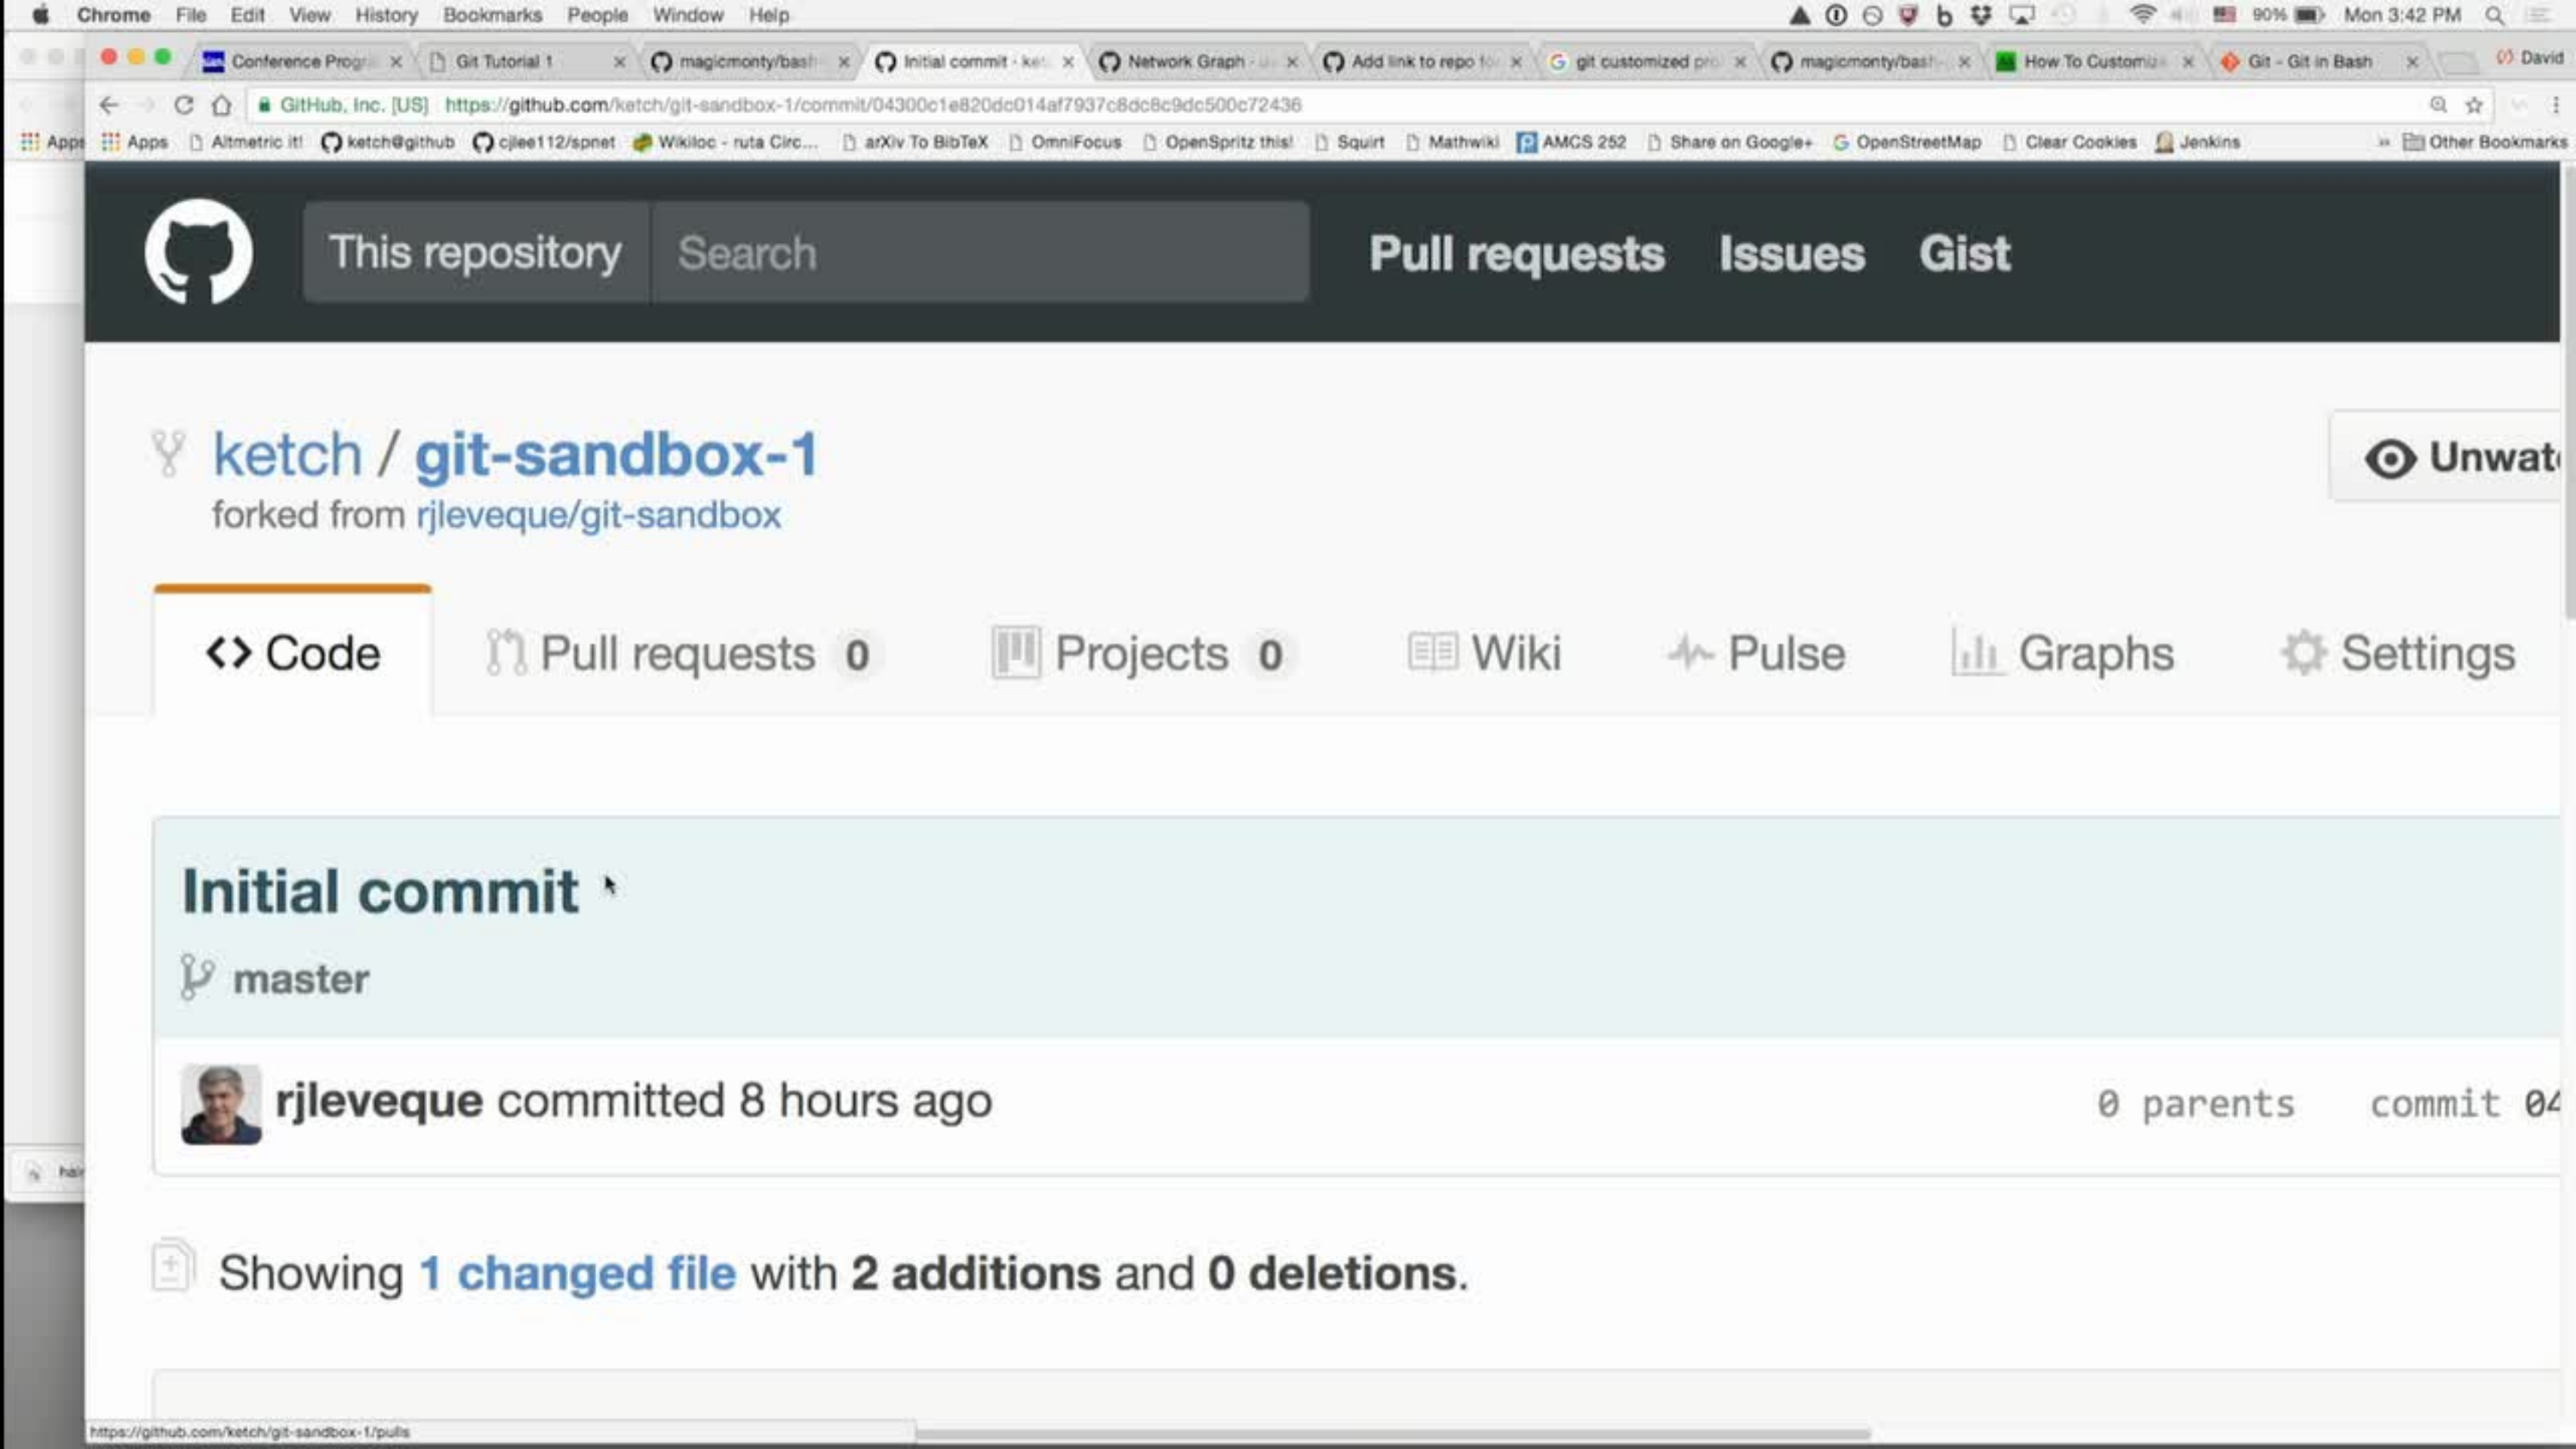 Chrome File Edit View History Bookmarks People Window Help 90% Mon 3:42 PM
Conference Progra Git Tutorial 1 magicmonty/bash Initial commit - ket Network Graph - Add link to repo for git customized pro magicmonty/bash- How To Customiz Git - Git in Bash David
GitHub, Inc. [US] https://github.com/ketch/git-sandbox-1/commit/04300c1e820dc014af7937c8dc8c9dc500c72436
Apps Apps Altmetric it! ketch@github cjlee112/spnet Wikiloc - ruta Circ... arXiv To BibTeX OmniFocus OpenSpritz this! Squirt Mathwiki AMCS 252 Share on Google+ OpenStreetMap Clear Cookies Jenkins » Other Bookmarks
This repository Search Pull requests Issues Gist
ketch / git-sandbox-1 Unwat
forked from rjleveque/git-sandbox
<> Code Pull requests 0 Projects 0 Wiki Pulse Graphs Settings
Initial commit
master
rjleveque committed 8 hours ago 0 parents commit 04
Showing 1 changed file with 2 additions and 0 deletions.
https://github.com/ketch/git-sandbox-1/pulls